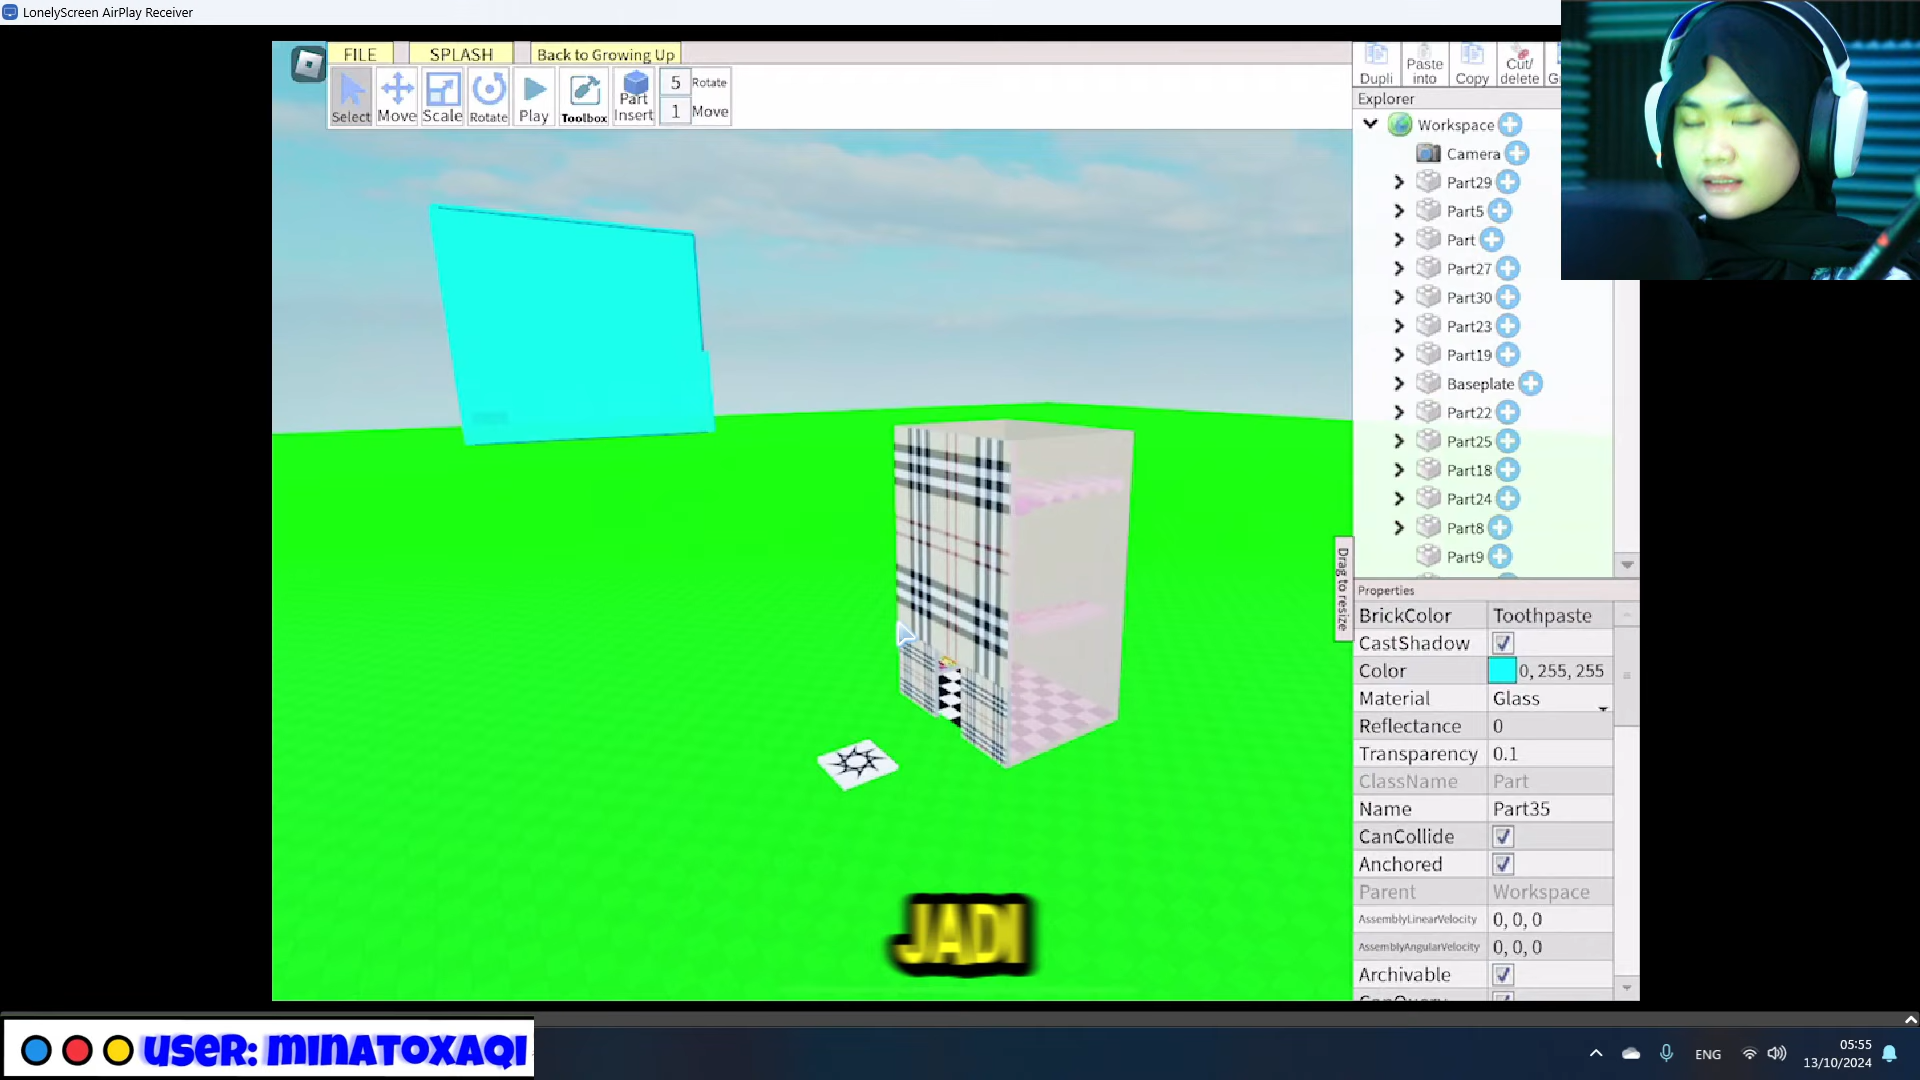 LonelyScreen AirPlay Receiver
FILE
SPLASH
Back to Growing Up
Select
Move
Scale
Rotate
Play
Toolbox
Part
Insert
5 Rotate
1 Move
Dupli
Paste
into
Copy
Cut/
delete
Explorer
Workspace
Camera
Part29
Part5
Part
Part27
Part30
Part23
Part19
Baseplate
Part22
Part25
Part18
Part24
Part8
Part9
Drag to resize
Properties
BrickColor Toothpaste
CastShadow
Color 0, 255, 255
Material Glass
Reflectance 0
Transparency 0.1
ClassName Part
Name Part35
CanCollide
Anchored
Parent Workspace
AssemblyLinearVelocity 0, 0, 0
AssemblyAngularVelocity 0, 0, 0
Archivable
JADI
user: MINATOXAQI
ENG
05:55
13/10/2024